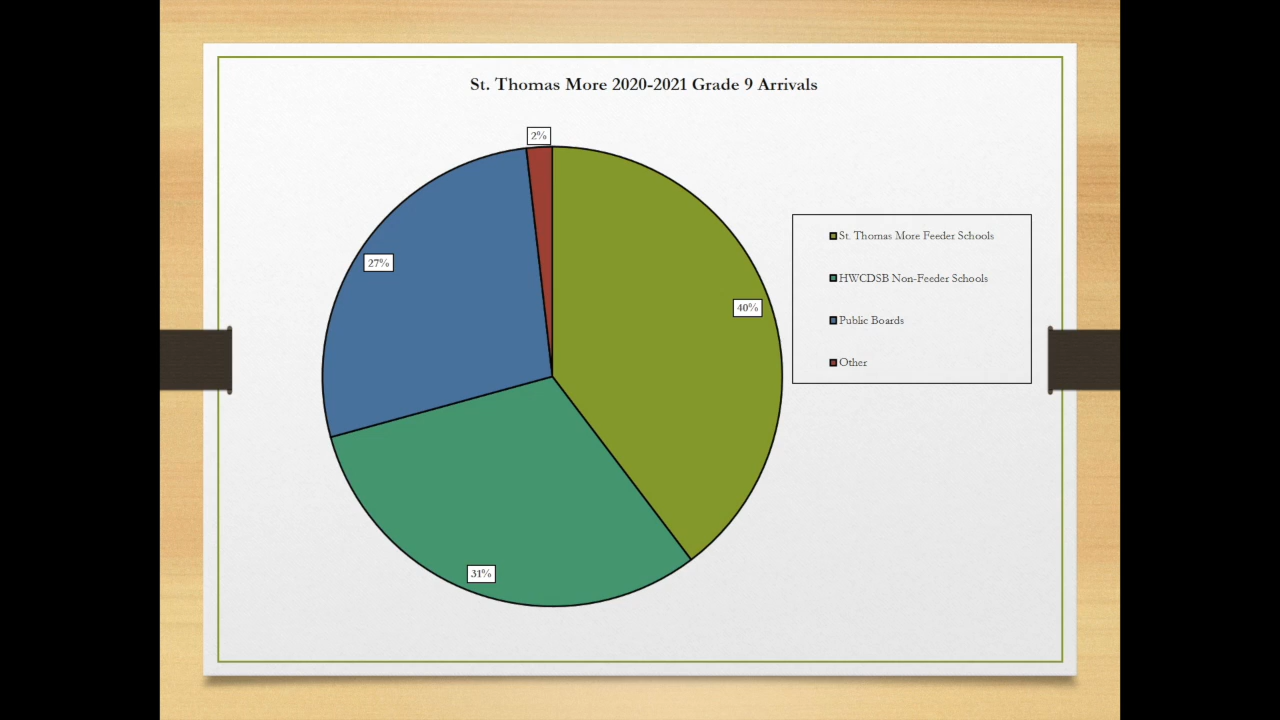 St. Thomas More 2020-2021 Grade 9 Arrivals
2%
27%
40%
31%
St. Thomas More Feeder Schools
HWCDSB Non-Feeder Schools
Public Boards
Other